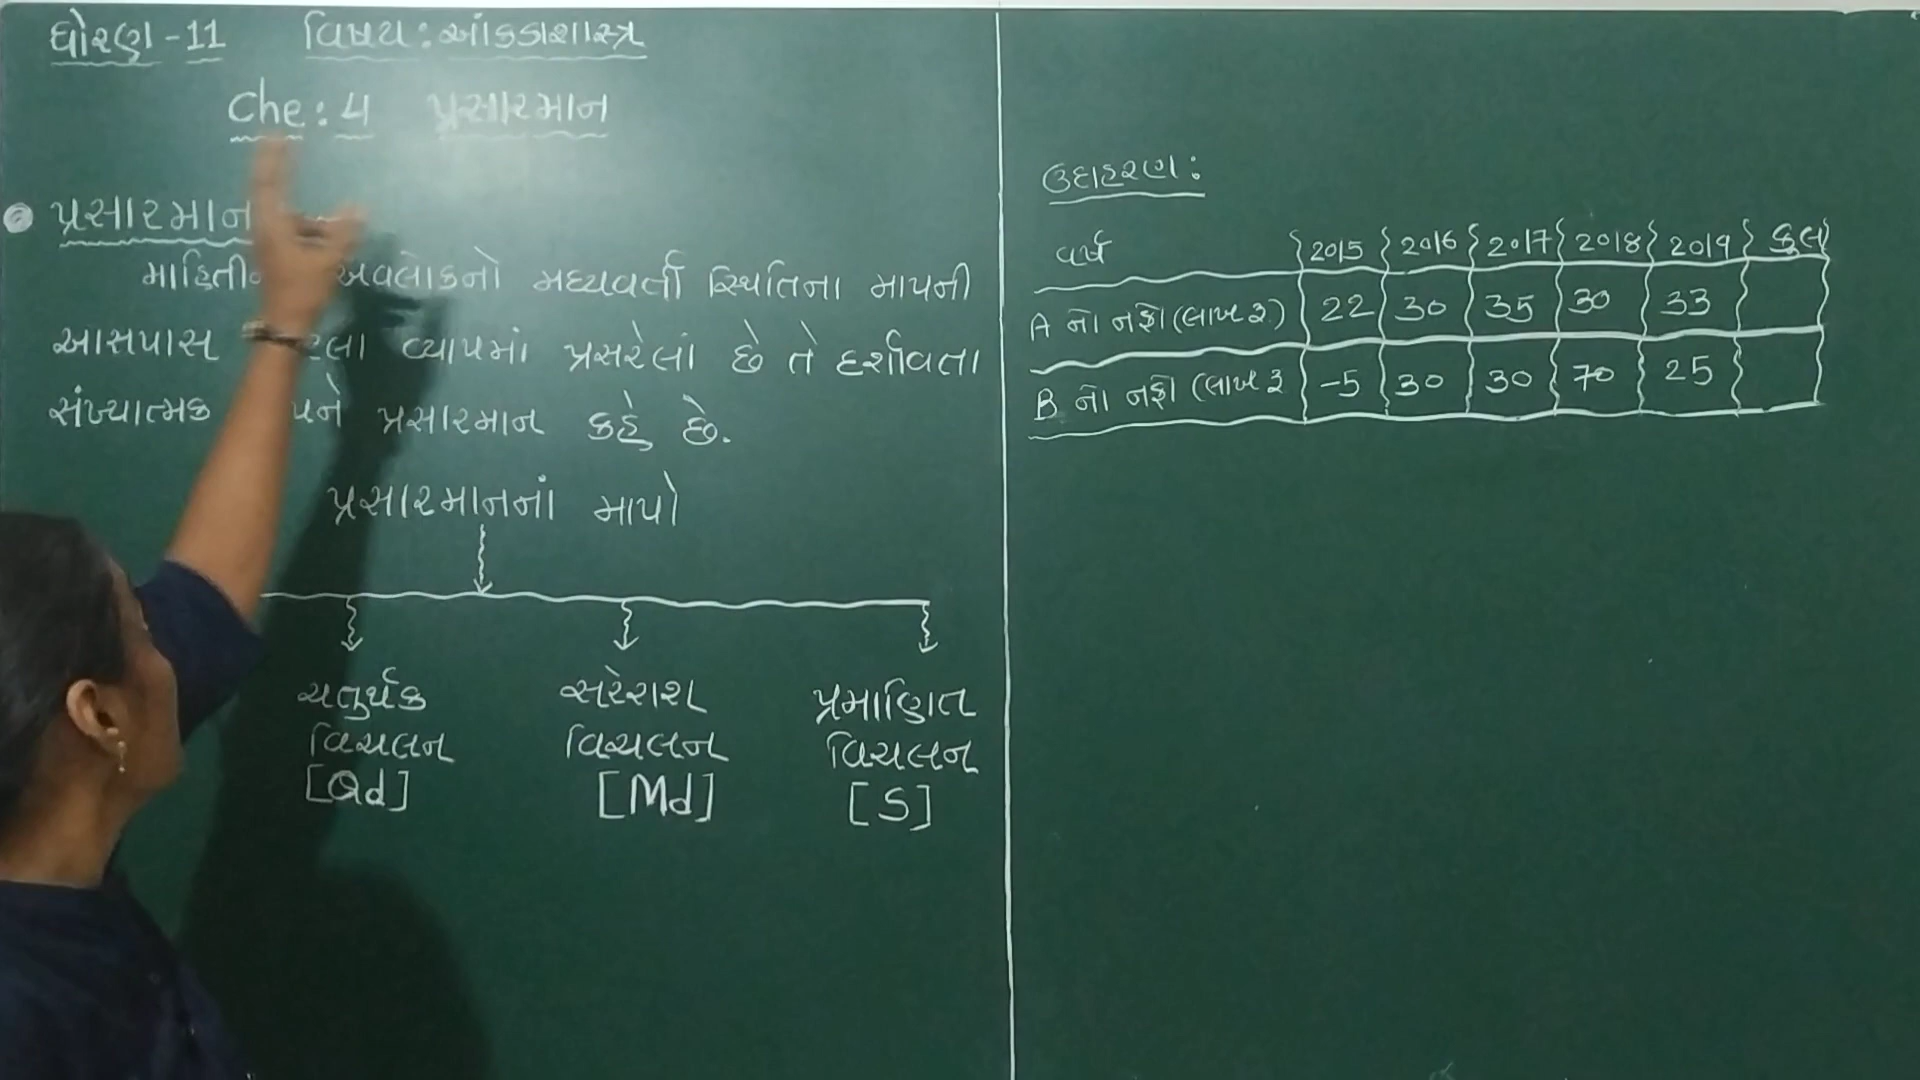 ધોરણ - 11 વિષય : આંકડાશાસ્ત્ર
Che : 4 પ્રસારમાન
પ્રસારમાન
અવલોકનો મધ્યવર્તી સ્થિતિના માપની
આસપાસ વ્યાપમાં પ્રસરેલાં છે તે દર્શાવતા
સંખ્યાત્મક પ્રસારમાન કહે છે.
પ્રસારમાનનાં માપો
ચતુર્થક સરેરાશ પ્રમાણિત
વિચલન વિચલન વિચલન
[Qd] [Md] [S]
ઉદાહરણ :
વર્ષ 2015 2016 2017 2018 2019 કુલ
A નો નફો (લાખ રૂ.) 22 30 35 30 33
B નો નફો (લાખ રૂ -5 30 30 70 25